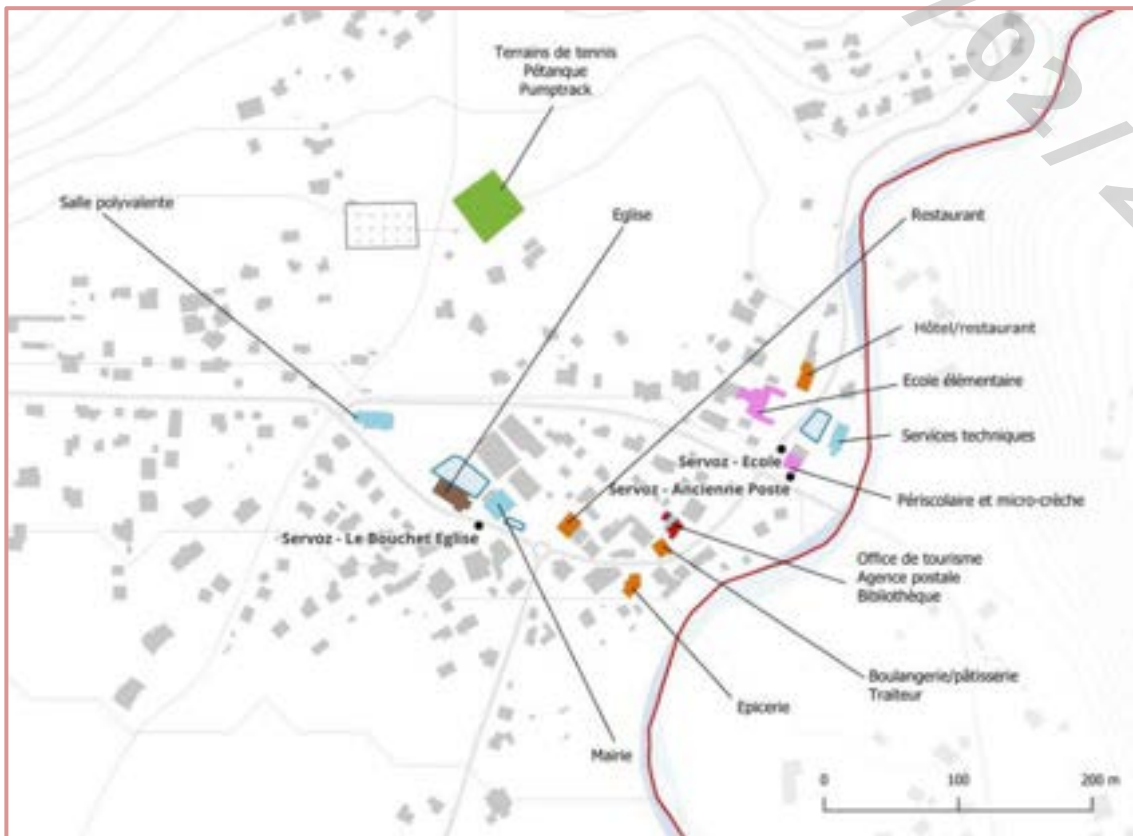 Terrains de tennis
Pétanque
Pumptrack
Salle polyvalente
Eglise
Restaurant
Hôtel/restaurant
Ecole élémentaire
Services techniques
Servoz - Ecole
Servoz - Ancienne Poste
Périscolaire et micro-crèche
Servoz - Le Bouchet Eglise
Office de tourisme
Agence postale
Bibliothèque
Boulangerie/pâtisserie
Traiteur
Epicerie
Mairie
0 100 200 m
/02/